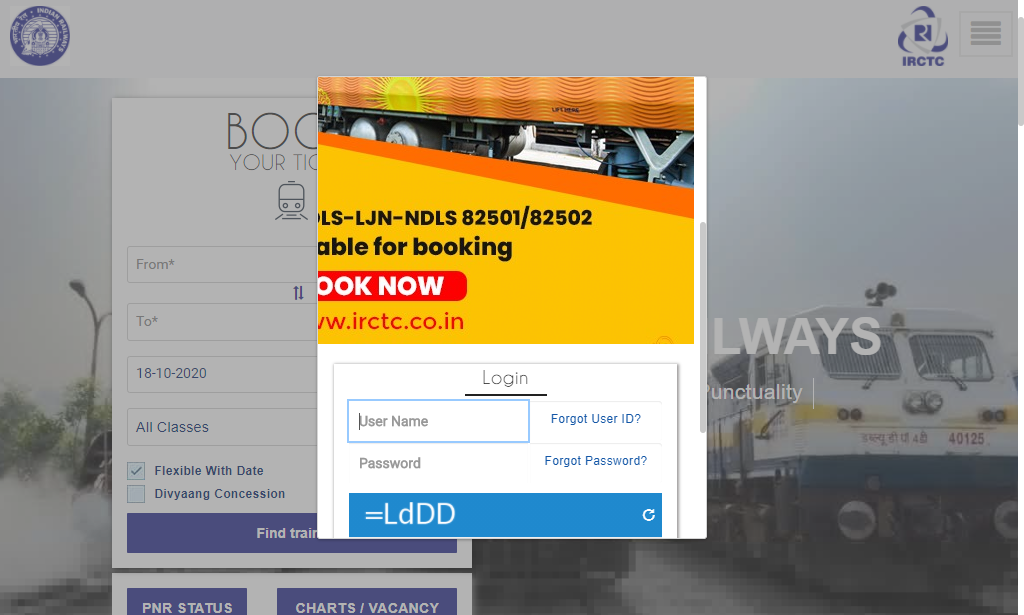 INDIAN RAILWAYS
IRCTC
LIFT HERE
DLS-LJN-NDLS 82501/82502
able for booking
OOK NOW
ww.irctc.co.in
BOO
YOUR TIC
From*
To*
18-10-2020
All Classes
Flexible With Date
Divyaang Concession
Find train
PNR STATUS
CHARTS / VACANCY
Login
User Name
Forgot User ID?
Password
Forgot Password?
=LdDD
LWAYS
Punctuality
डब्ल्यू डी पी 4डी 40125